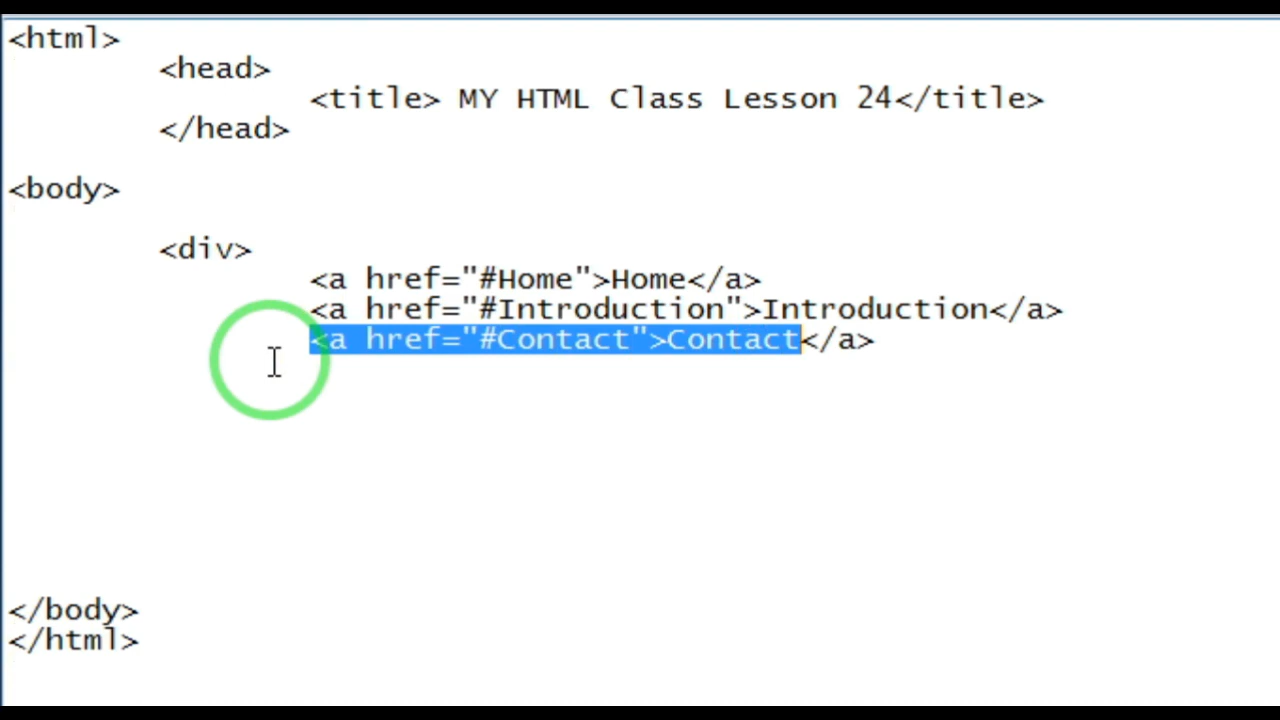 <html>
<head>
<title> MY HTML Class Lesson 24</title>
</head>
<body>
<div>
<a href="#Home">Home</a>
<a href="#Introduction">Introduction</a>
<a href="#Contact">Contact</a>
</body>
</html>